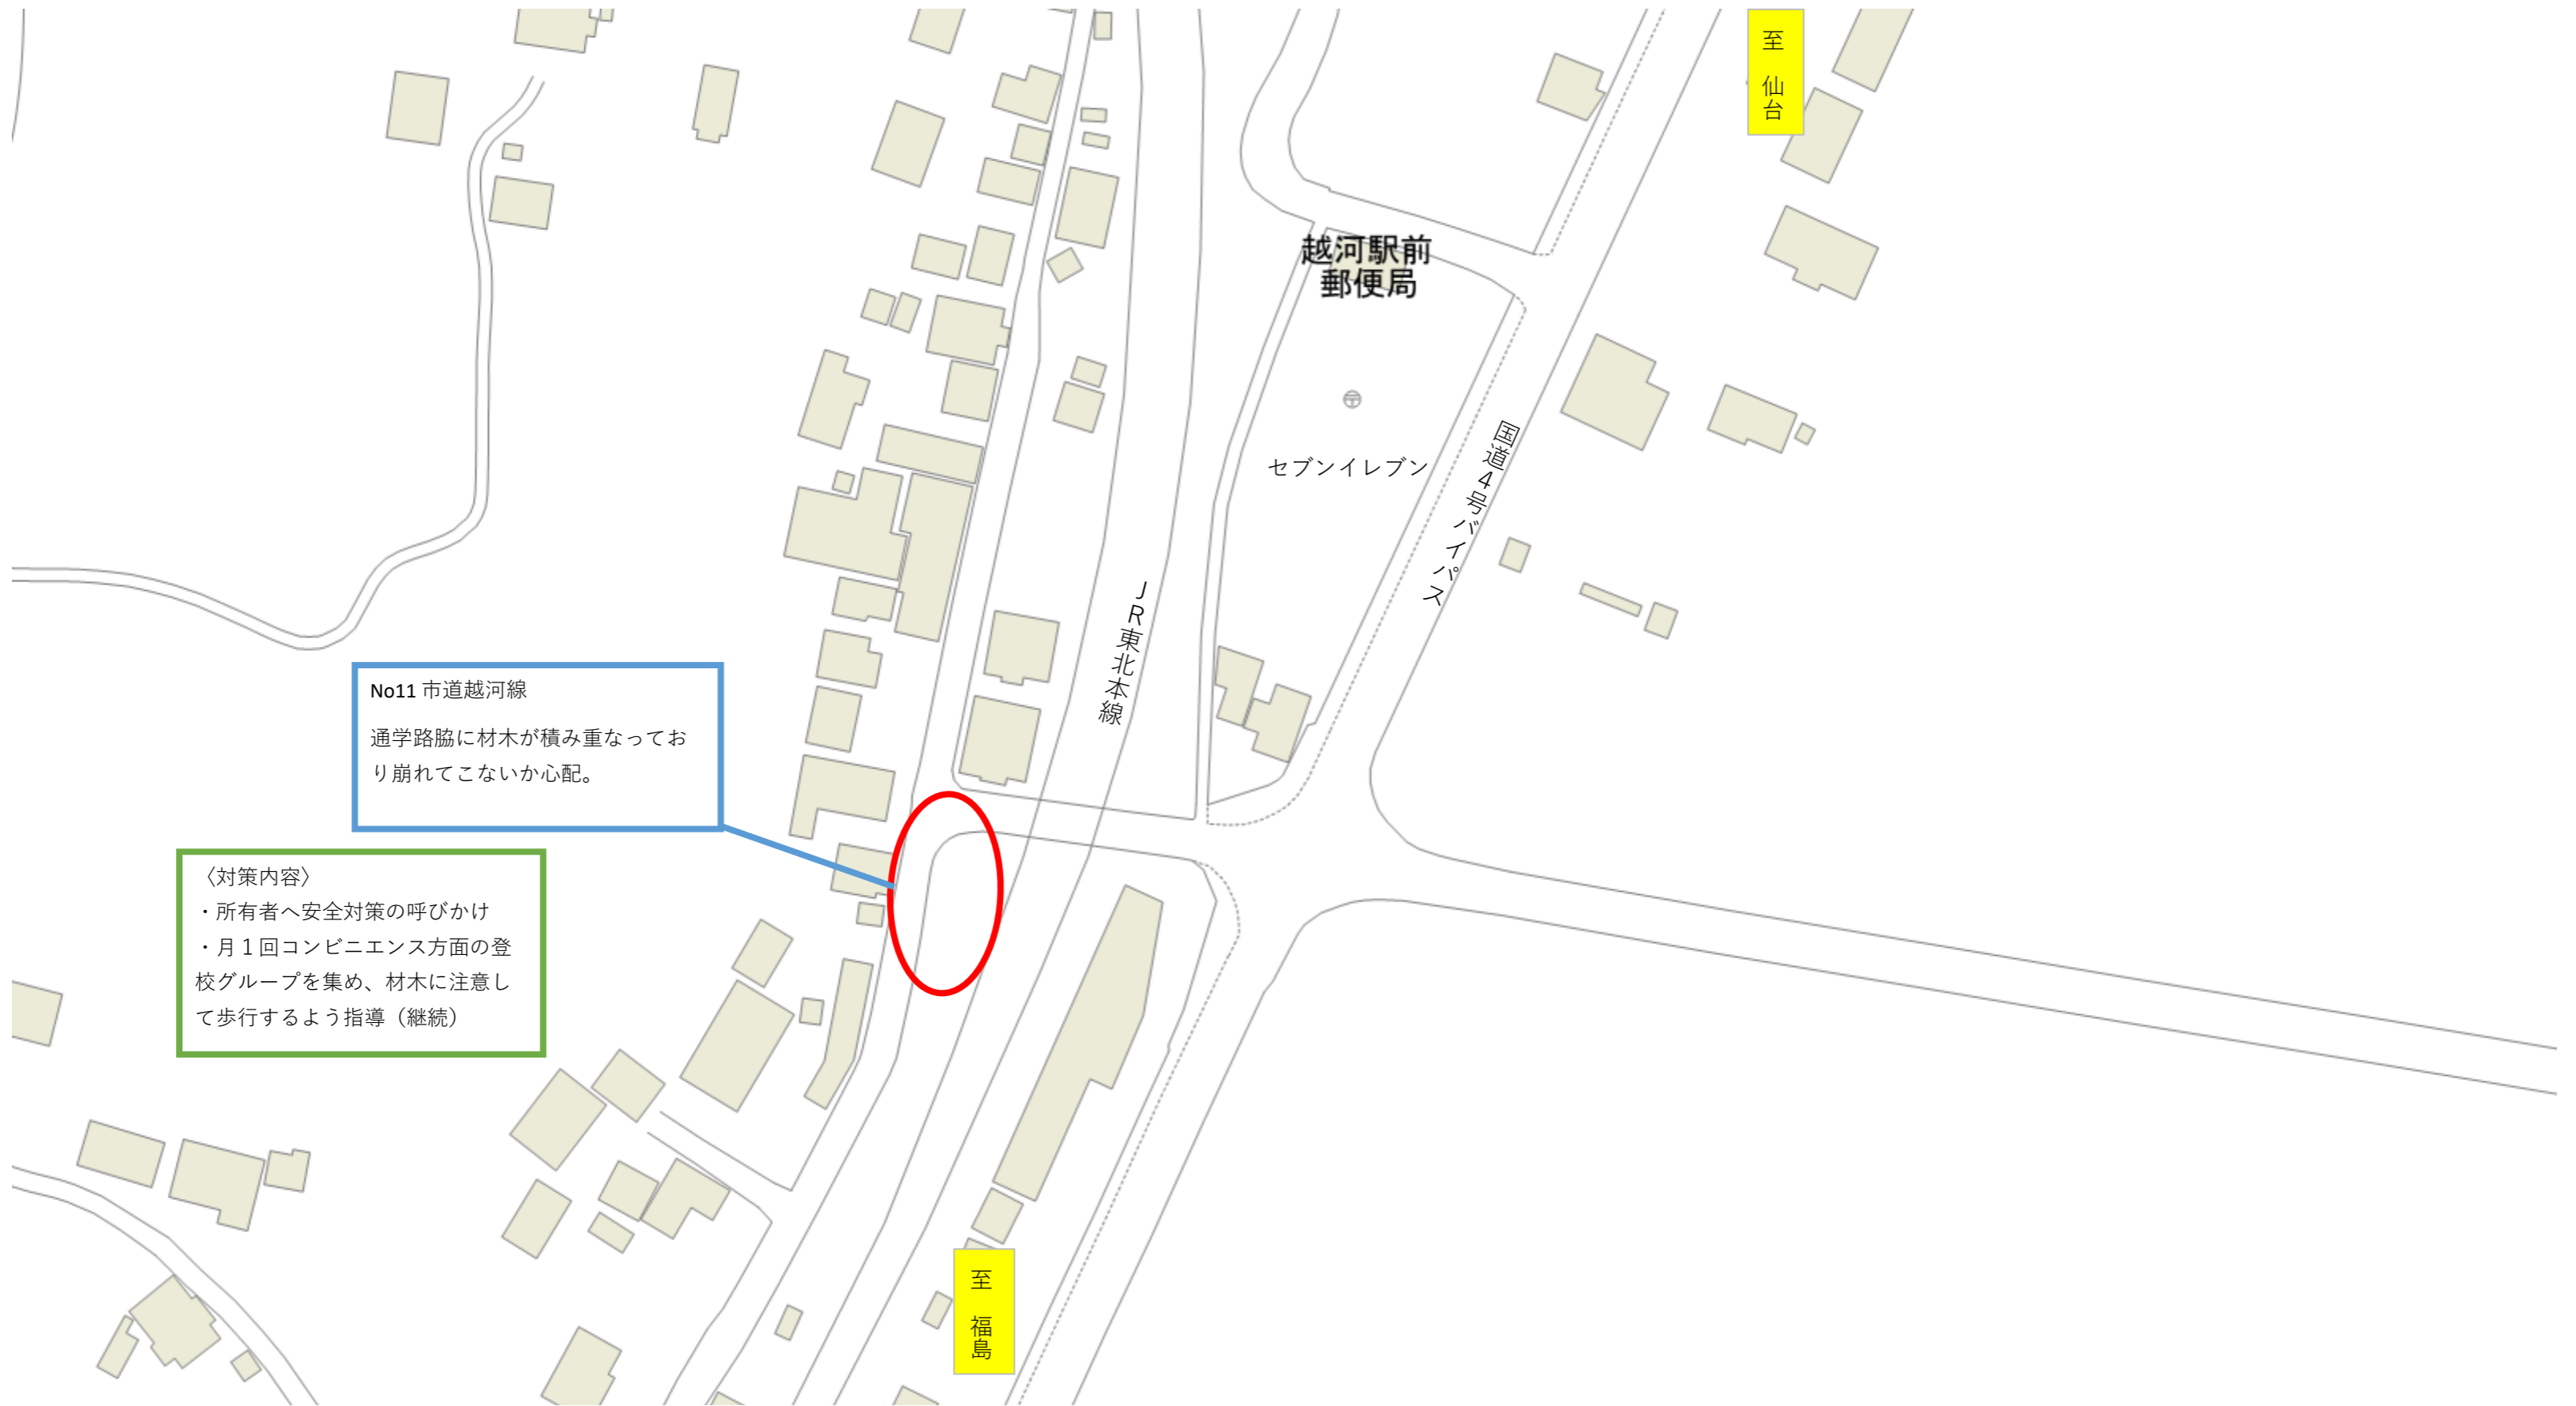 至 仙台
越河駅前
郵便局
セブンイレブン
国道4号バイパス
JR東北本線
No11 市道越河線
通学路脇に材木が積み重なってお
り崩れてこないか心配。
〈対策内容〉
・所有者へ安全対策の呼びかけ
・月１回コンビニエンス方面の登
校グループを集め、材木に注意し
て歩行するよう指導（継続）
至 福島